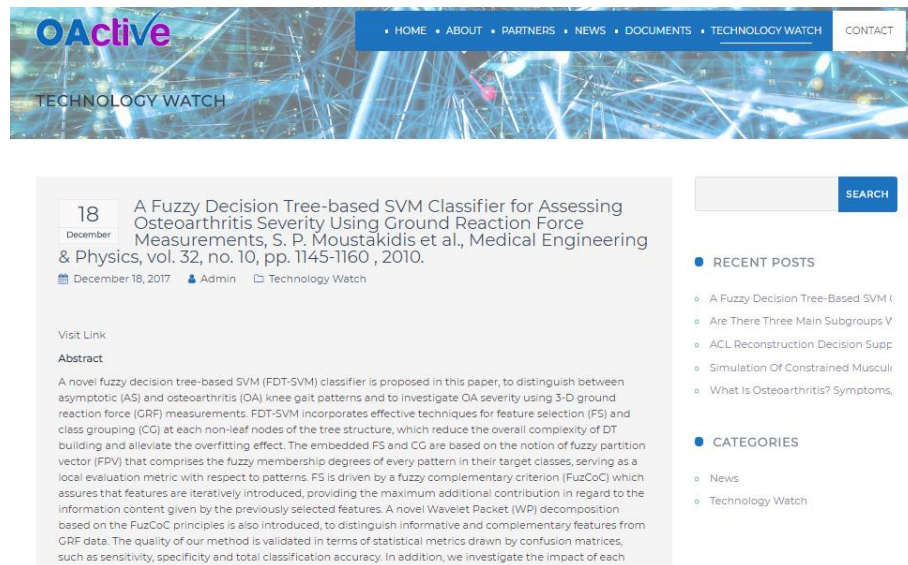 OActive
• HOME • ABOUT • PARTNERS • NEWS • DOCUMENTS • TECHNOLOGY WATCH CONTACT
TECHNOLOGY WATCH
18
December
A Fuzzy Decision Tree-based SVM Classifier for Assessing
Osteoarthritis Severity Using Ground Reaction Force
Measurements, S. P. Moustakidis et al., Medical Engineering
& Physics, vol. 32, no. 10, pp. 1145-1160 , 2010.
December 18, 2017 Admin Technology Watch
Visit Link
Abstract
A novel fuzzy decision tree-based SVM (FDT-SVM) classifier is proposed in this paper, to distinguish between
asymptotic (AS) and osteoarthritis (OA) knee gait patterns and to investigate OA severity using 3-D ground
reaction force (GRF) measurements. FDT-SVM incorporates effective techniques for feature selection (FS) and
class grouping (CG) at each non-leaf nodes of the tree structure, which reduce the overall complexity of DT
building and alleviate the overfitting effect. The embedded FS and CG are based on the notion of fuzzy partition
vector (FPV) that comprises the fuzzy membership degrees of every pattern in their target classes, serving as a
local evaluation metric with respect to patterns. FS is driven by a fuzzy complementary criterion (FuzCoC) which
assures that features are iteratively introduced, providing the maximum additional contribution in regard to the
information content given by the previously selected features. A novel Wavelet Packet (WP) decomposition
based on the FuzCoC principles is also introduced, to distinguish informative and complementary features from
GRF data. The quality of our method is validated in terms of statistical metrics drawn by confusion matrices,
such as sensitivity, specificity and total classification accuracy. In addition, we investigate the impact of each
SEARCH
RECENT POSTS
A Fuzzy Decision Tree-Based SVM
Are There Three Main Subgroups
ACL Reconstruction Decision Supp
Simulation Of Constrained Muscul
What Is Osteoarthritis? Symptoms,
CATEGORIES
News
Technology Watch